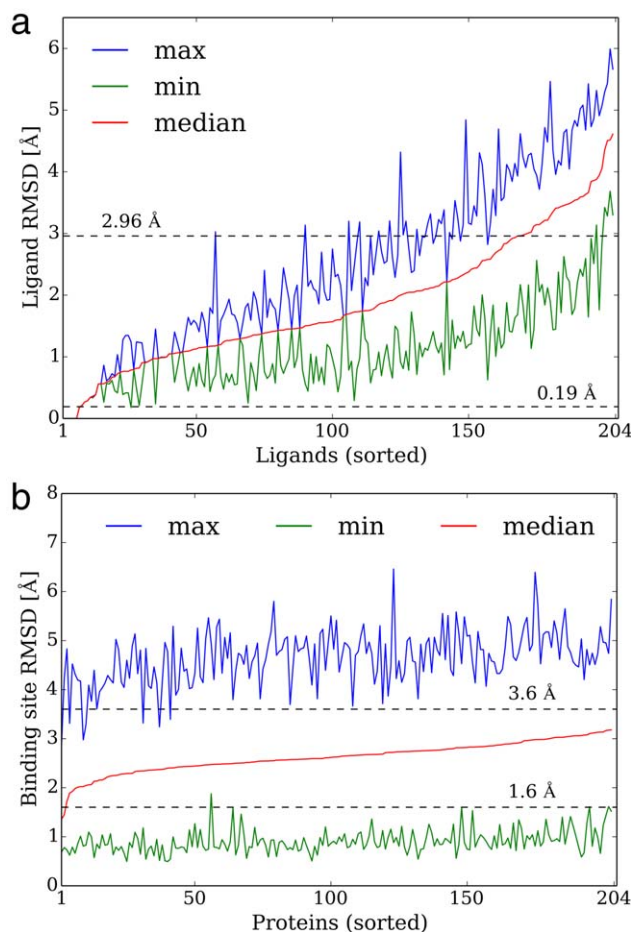 a
6
5
4
3
2
1
0
Ligand RMSD [Å]
max
min
median
2.96 Å
0.19 Å
1 50 100 150 204
Ligands (sorted)
b
8
7
6
5
4
3
2
1
0
Binding site RMSD [Å]
max min median
3.6 Å
1.6 Å
1 50 100 150 204
Proteins (sorted)